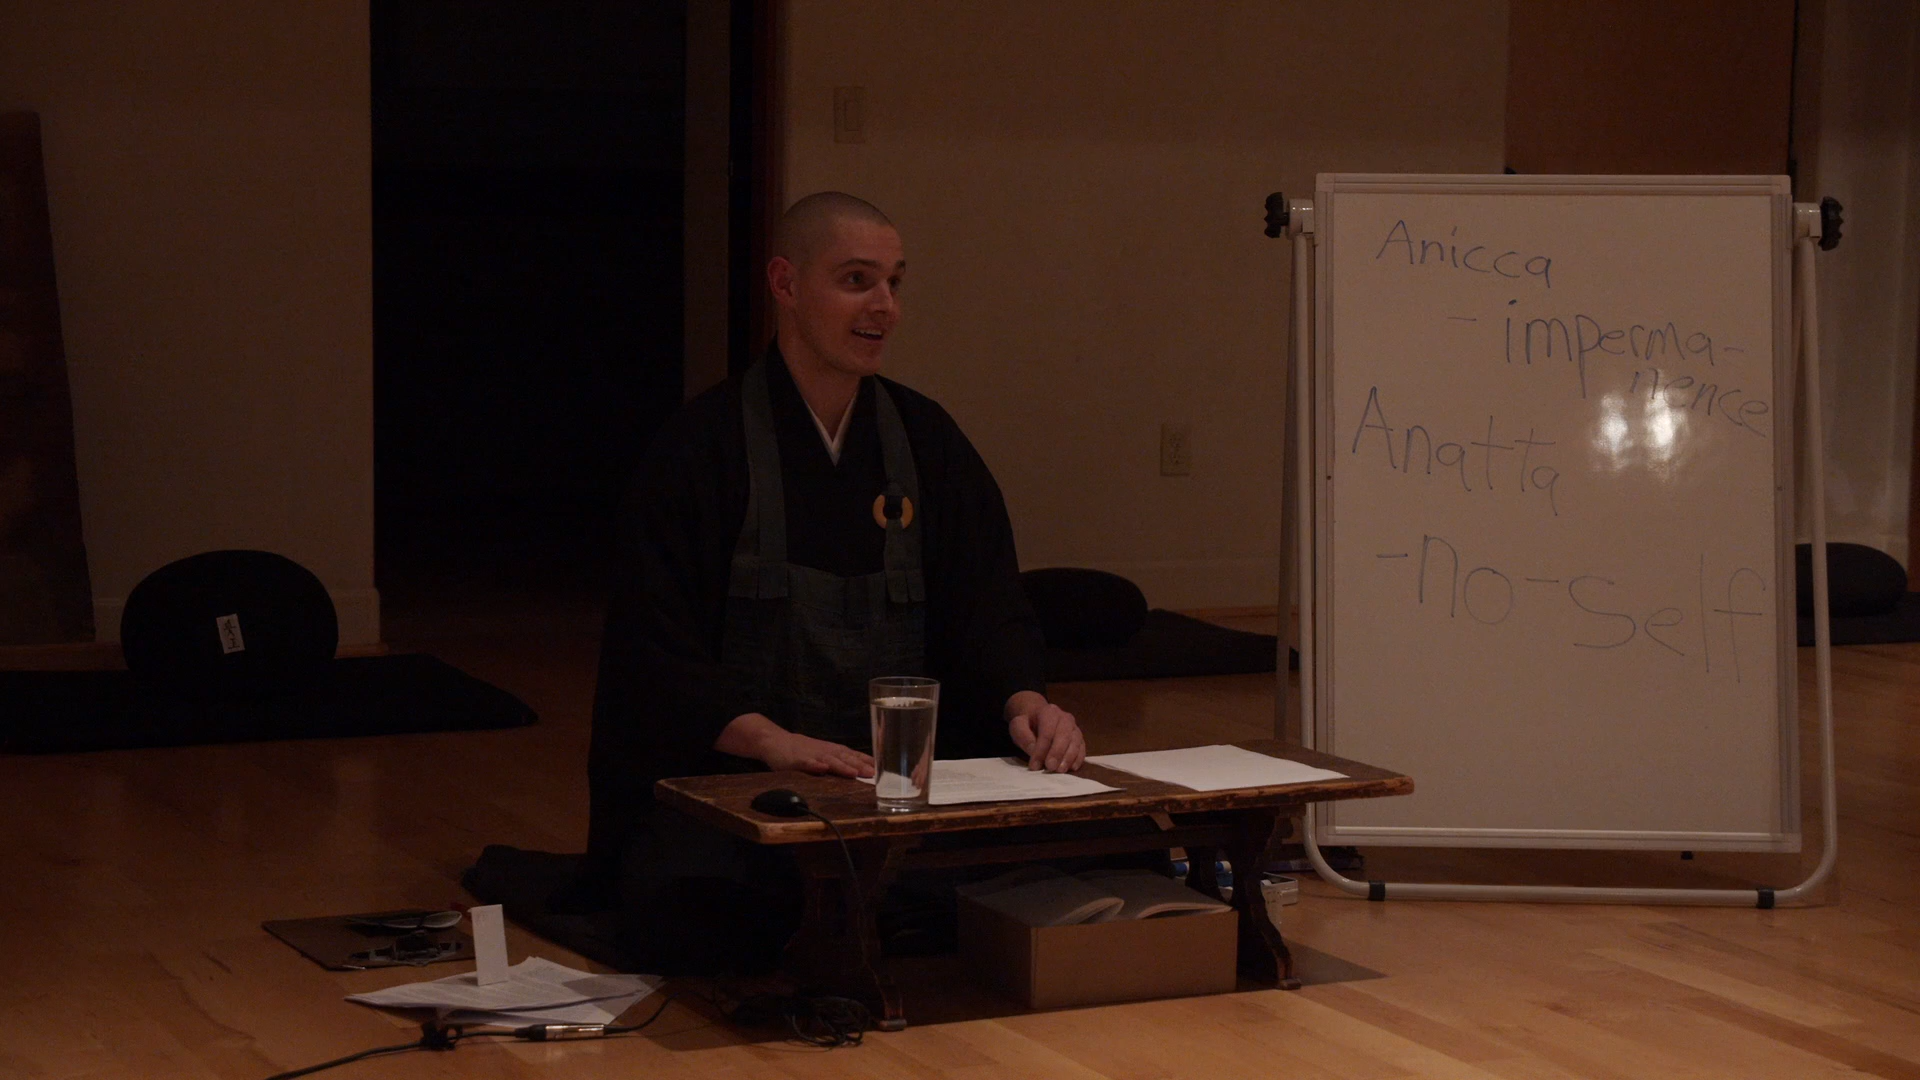 Anicca
- imperma-
nence
Anatta
- no-self